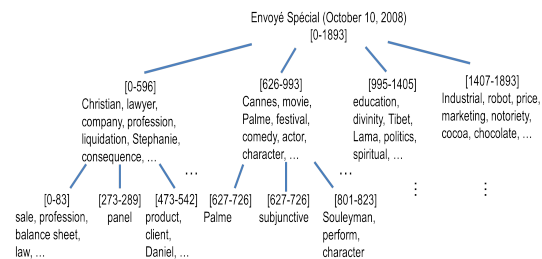 Envoyé Spécial (October 10, 2008)
[0-1893]
[0-596]
Christian, lawyer,
company, profession,
liquidation, Stephanie,
consequence, ...
[626-993]
Cannes, movie,
Palme, festival,
comedy, actor,
character, ...
[995-1405]
education,
divinity, Tibet,
Lama, politics,
spiritual, ...
[1407-1893]
Industrial, robot, price,
marketing, notoriety,
cocoa, chocolate, ...
...
...
⋮
⋮
[0-83]
sale, profession,
balance sheet,
law, ...
[273-289]
panel
[473-542]
product,
client,
Daniel, ...
[627-726]
Palme
[627-726]
subjunctive
[801-823]
Souleyman,
perform,
character